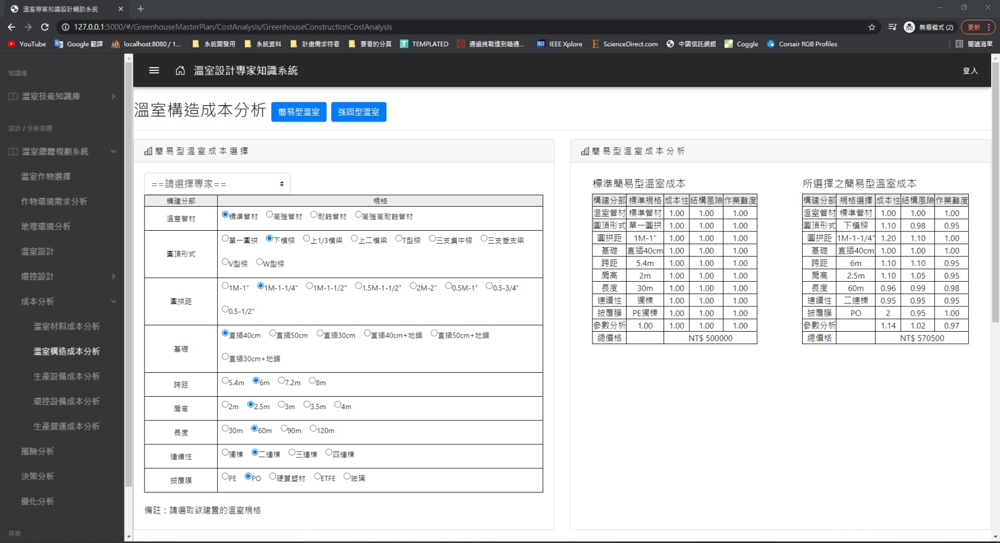 溫室專家知識設計輔助系統
127.0.0.1:5000/#/GreenhouseMasterPlan/CostAnalysis/GreenhouseConstructionCostAnalysis
無痕模式 (2)
更新
YouTube Google 翻譯 localhost:8080 / 1... 系統開發用 系統資料 計畫需求待看 要看的分頁 TEMPLATED 通過挑戰達到精通... IEEE Xplore ScienceDirect.com 中國信託網銀 Coggle Corsair RGB Profiles 閱讀清單
知識庫
溫室技術知識庫
設計 / 分析規劃
溫室總體規劃系統
溫室作物選擇
作物環境需求分析
地理環境分析
溫室設計
環控設計
成本分析
溫室材料成本分析
溫室構造成本分析
生產設備成本分析
環控設備成本分析
生產營運成本分析
風險分析
決策分析
優化分析
其他
溫室設計專家知識系統
登入
溫室構造成本分析 簡易型溫室 強固型溫室
簡易型溫室成本選擇
==請選擇專家==
構建分部 規格
溫室管材 標準管材 高強管材 耐蝕管材 高強高耐蝕管材
圓頂形式 單一圓拱 下橫樑 上1/3橫梁 上二橫梁 T型樑 三支集中樑 三支垂支梁
V型樑 W型樑
圓拱距 1M-1" 1M-1-1/4" 1M-1-1/2" 1.5M-1-1/2" 2M-2" 0.5M-1" 0.5-3/4"
0.5-1/2"
基礎 直插40cm 直插50cm 直插30cm 直插40cm+地錨 直插50cm+地錨
直插30cm+地錨
跨距 5.4m 6m 7.2m 8m
肩高 2m 2.5m 3m 3.5m 4m
長度 30m 60m 90m 120m
連續性 獨棟 二連棟 三連棟 四連棟
披覆膜 PE PO 硬質塑材 ETFE 玻璃
備註：請選取欲建置的溫室規格
簡易型溫室成本分析
標準簡易型溫室成本
構建分部 標準規格 成本性 結構風險 作業難度
溫室管材 標準管材 1.00 1.00 1.00
圓頂形式 單一圓拱 1.00 1.00 1.00
圓拱距 1M-1" 1.00 1.00 1.00
基礎 直插40cm 1.00 1.00 1.00
跨距 5.4m 1.00 1.00 1.00
肩高 2m 1.00 1.00 1.00
長度 30m 1.00 1.00 1.00
連續性 獨棟 1.00 1.00 1.00
披覆膜 PE獨棟 1.00 1.00 1.00
參數分析 1.00 1.00 1.00 1.00
總價格 NT$ 500000
所選擇之簡易型溫室成本
構建分部 規格選擇 成本性 結構風險 作業難度
溫室管材 標準管材 1.00 1.00 1.00
圓頂形式 下橫樑 1.10 0.98 0.95
圓拱距 1M-1-1/4" 1.20 1.10 1.00
基礎 直插40cm 1.00 1.00 1.00
跨距 6m 1.10 1.10 0.95
肩高 2.5m 1.10 1.05 0.95
長度 60m 0.96 0.99 0.98
連續性 二連棟 0.95 0.95 0.95
披覆膜 PO 2 0.95 1.00
參數分析 1.14 1.02 0.97
總價格 NT$ 570500